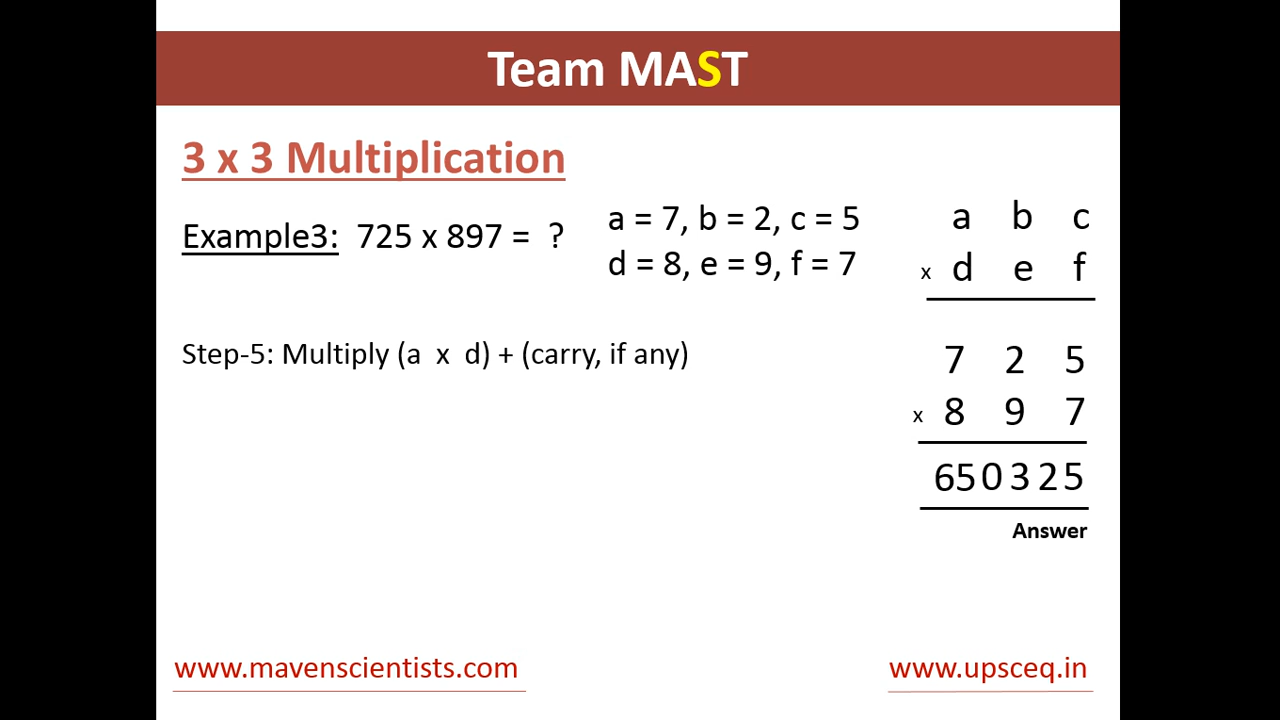 Team MAST
3 x 3 Multiplication
Example3: 725 x 897 = ?
a = 7, b = 2, c = 5
d = 8, e = 9, f = 7
a b c
x d e f
Step-5: Multiply (a x d) + (carry, if any)
7 2 5
x 8 9 7
650325
Answer
www.mavenscientists.com
www.upsceq.in